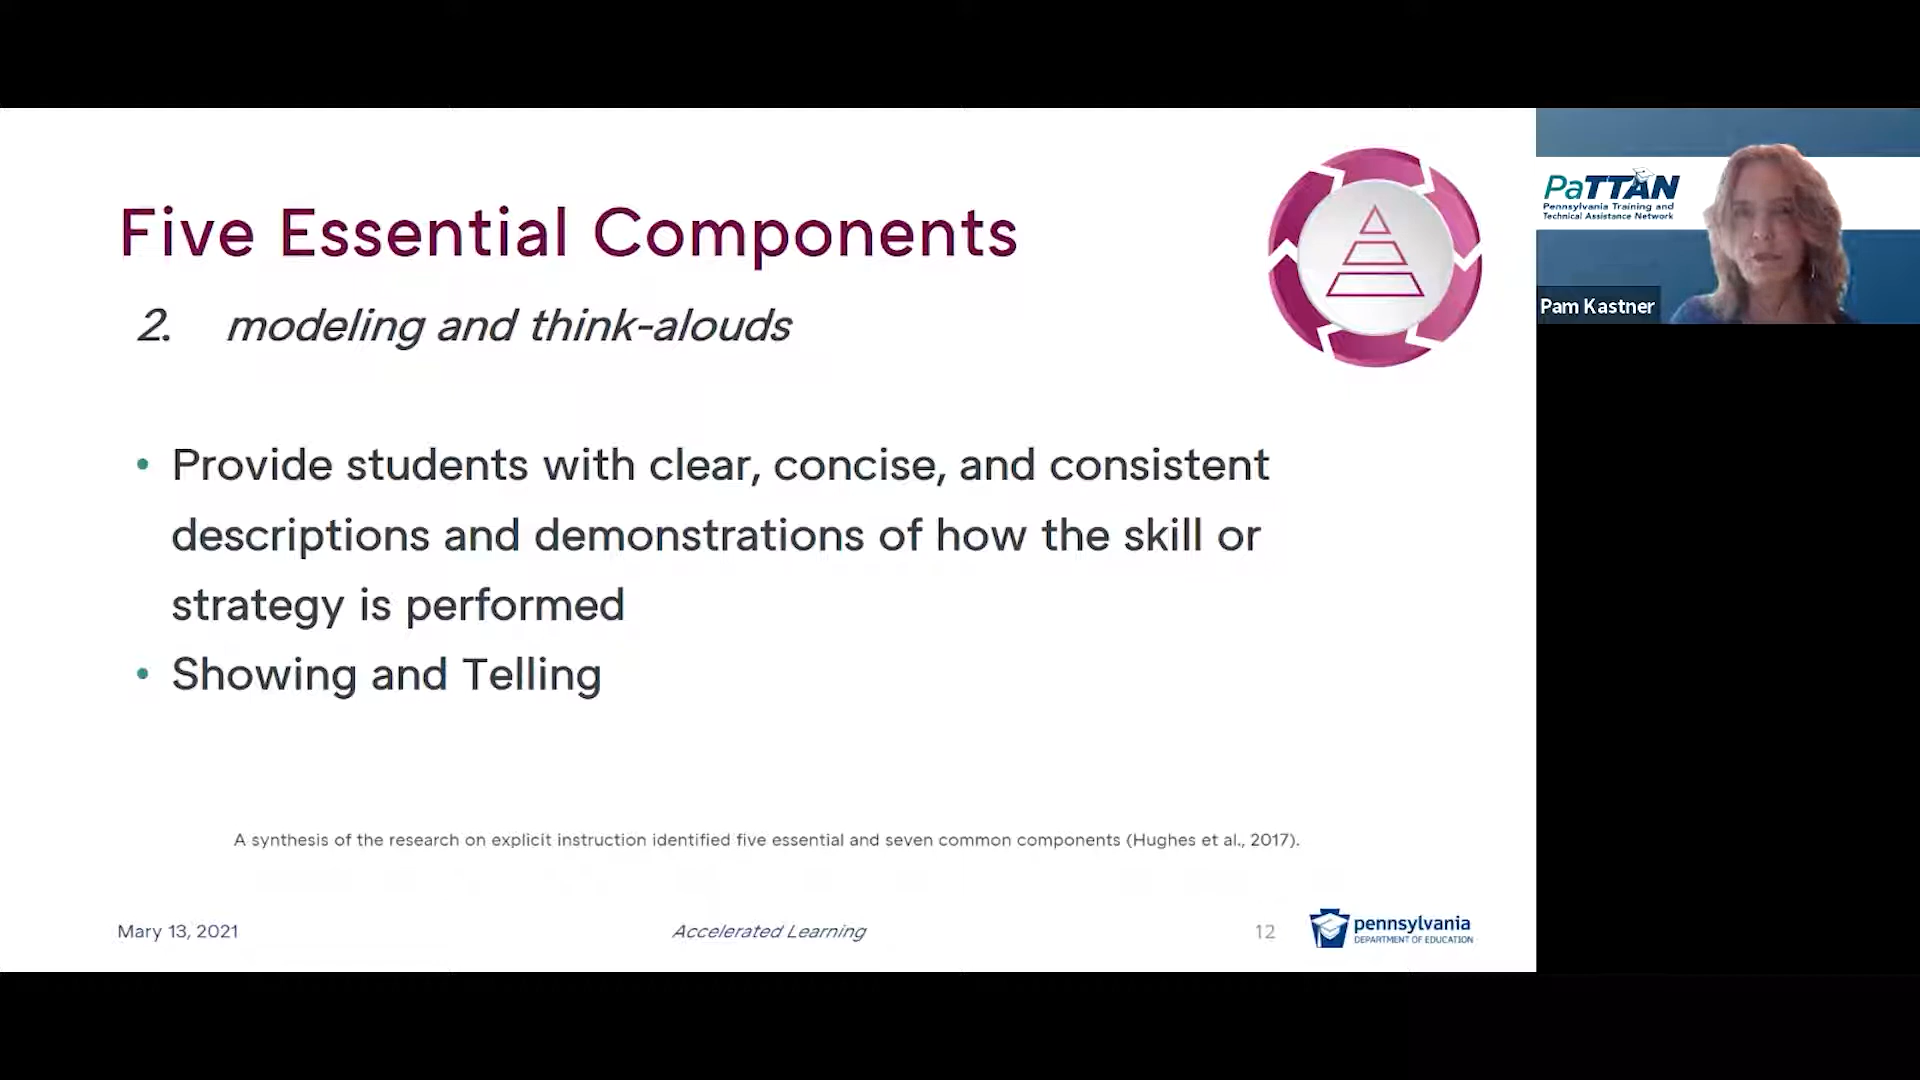 Five Essential Components
2. modeling and think-alouds
• Provide students with clear, concise, and consistent
descriptions and demonstrations of how the skill or
strategy is performed
• Showing and Telling
A synthesis of the research on explicit instruction identified five essential and seven common components (Hughes et al., 2017).
Mary 13, 2021
Accelerated Learning
12
pennsylvania
DEPARTMENT OF EDUCATION
PaTTAN
Pennsylvania Training and
Technical Assistance Network
Pam Kastner